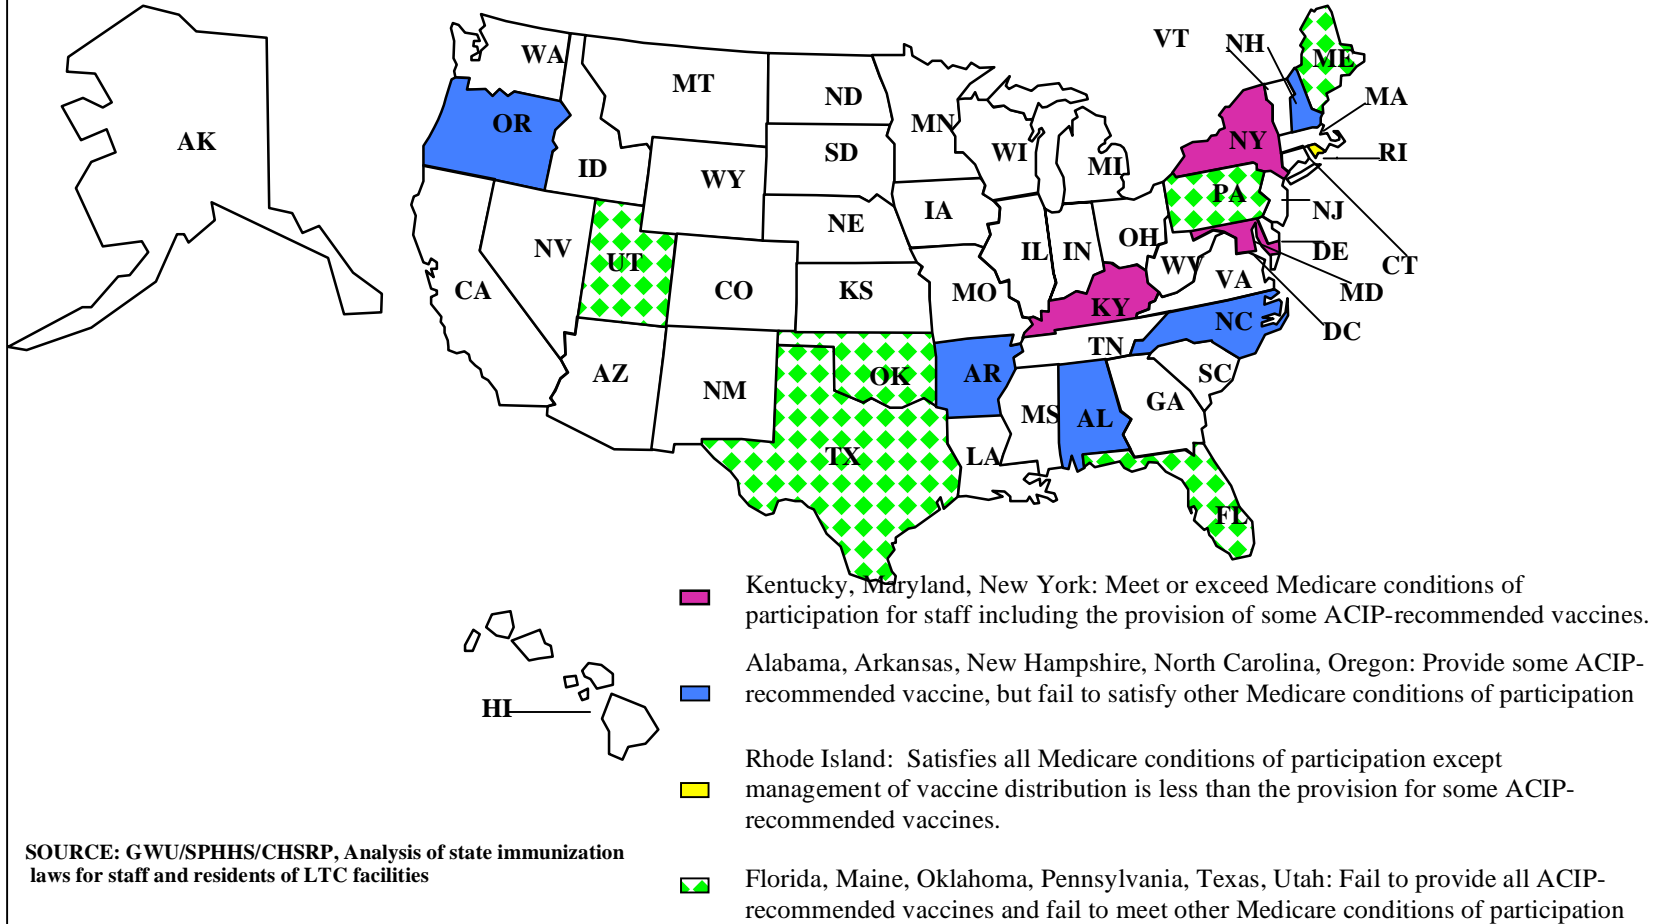 VT
NH
ME
WA
MT
ND
MA
OR
MN
AK
WI
NY
SD
MI
RI
ID
WY
PA
IA
NE
NJ
OH
NV
IL
IN
DE
UT
WV
CT
VA
CA
CO
KS
MO
MD
KY
NC
DC
TN
AZ
OK
AR
SC
NM
GA
MS
AL
TX
LA
FL
HI
Kentucky, Maryland, New York: Meet or exceed Medicare conditions of
participation for staff including the provision of some ACIP-recommended vaccines.
Alabama, Arkansas, New Hampshire, North Carolina, Oregon: Provide some ACIP-
recommended vaccine, but fail to satisfy other Medicare conditions of participation
Rhode Island:  Satisfies all Medicare conditions of participation except
management of vaccine distribution is less than the provision for some ACIP-
recommended vaccines.
Florida, Maine, Oklahoma, Pennsylvania, Texas, Utah: Fail to provide all ACIP-
recommended vaccines and fail to meet other Medicare conditions of participation
SOURCE: GWU/SPHHS/CHSRP, Analysis of state immunization
laws for staff and residents of LTC facilities